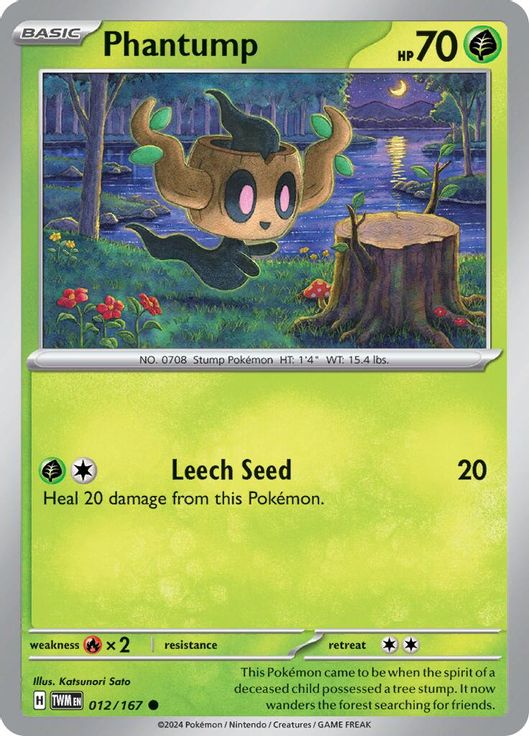 BASIC Phantump HP 70
NO. 0708 Stump Pokémon HT: 1'4" WT: 15.4 lbs.
Leech Seed 20
Heal 20 damage from this Pokémon.
weakness × 2 resistance retreat
Illus. Katsunori Sato
H TWM EN 012/167
This Pokémon came to be when the spirit of a
deceased child possessed a tree stump. It now
wanders the forest searching for friends.
©2024 Pokémon / Nintendo / Creatures / GAME FREAK